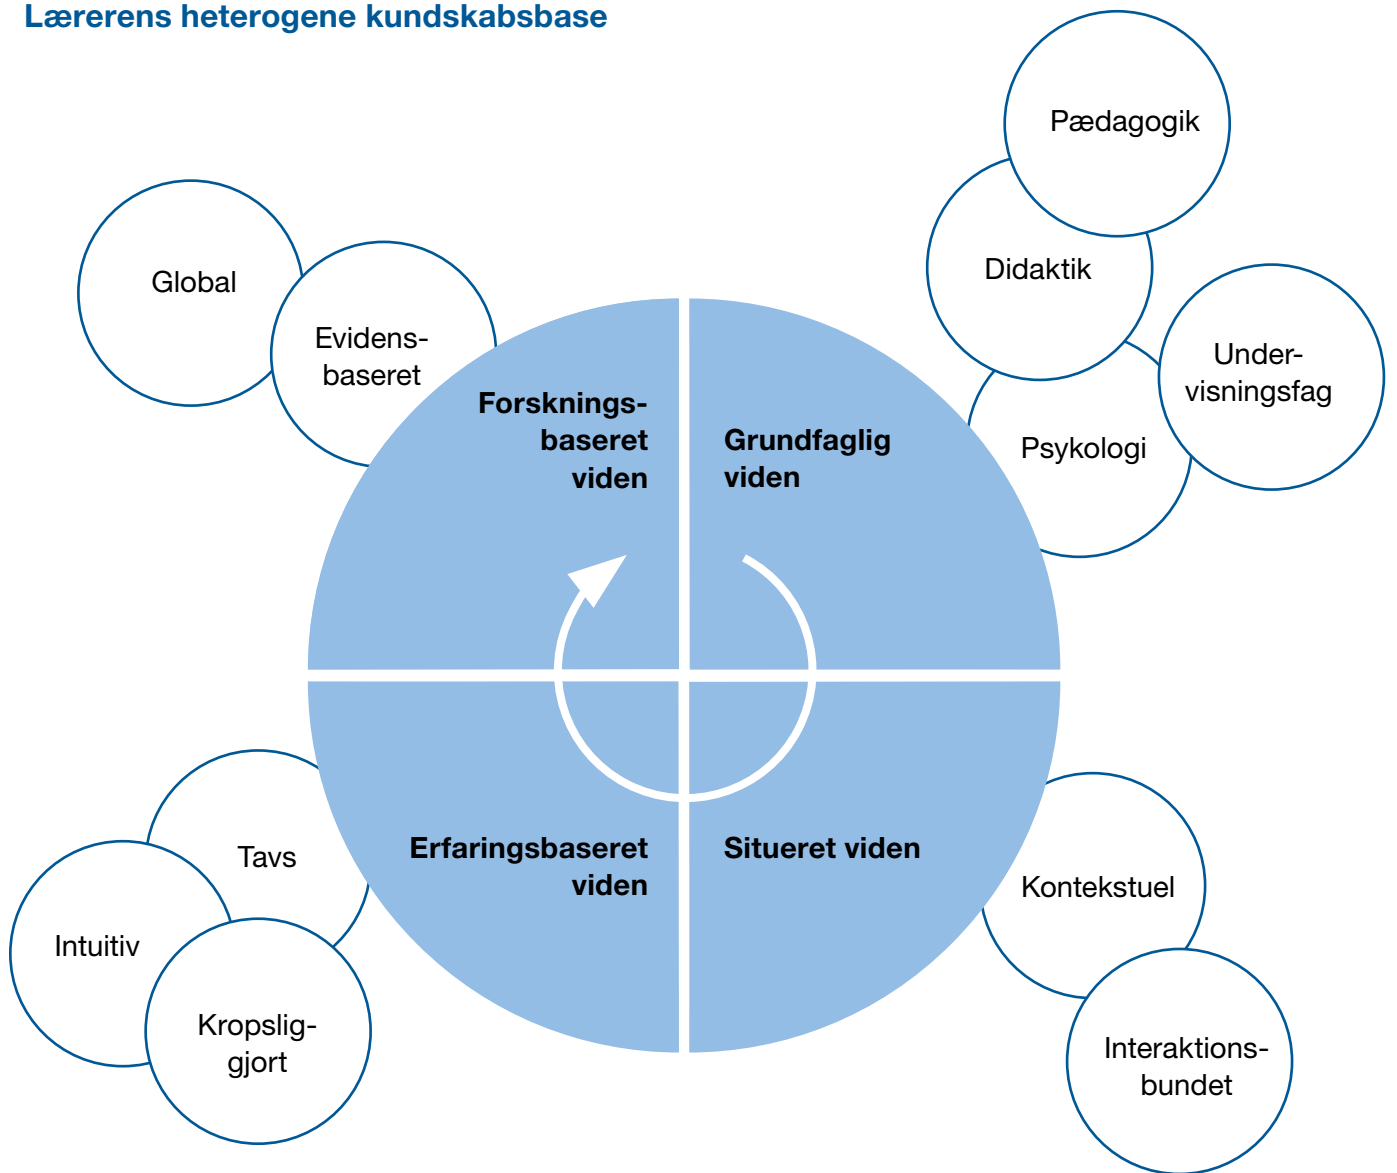 Lærerens heterogene kundskabsbase
Pædagogik
Didaktik
Under-
visningsfag
Psykologi
Global
Evidens-
baseret
Forsknings-
baseret
viden
Grundfaglig
viden
Erfaringsbaseret
viden
Situeret viden
Tavs
Intuitiv
Kropslig-
gjort
Kontekstuel
Interaktions-
bundet